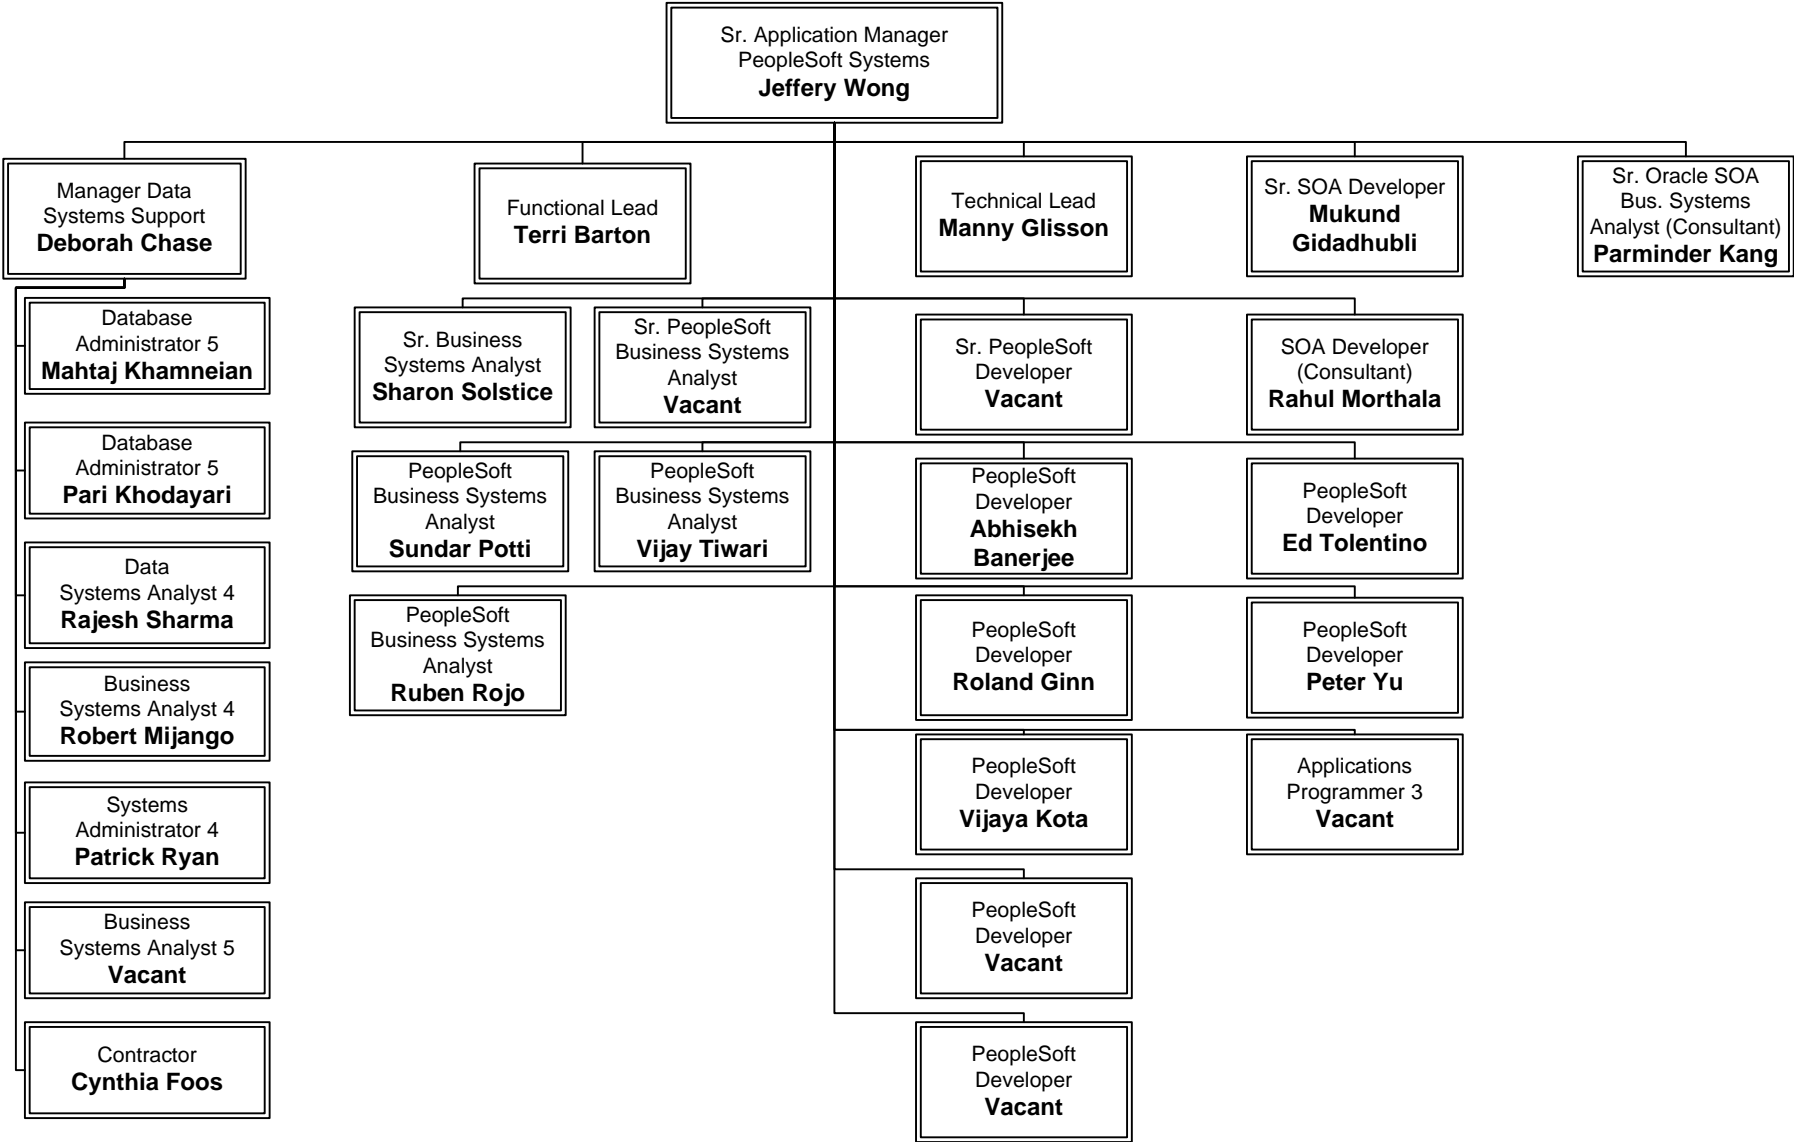 Sr. Application Manager
PeopleSoft Systems
Jeffery Wong
Manager Data
Systems Support
Deborah Chase
Functional Lead
Terri Barton
Technical Lead
Manny Glisson
Sr. SOA Developer
Mukund
Gidadhubli
Sr. Oracle SOA
Bus. Systems
Analyst (Consultant)
Parminder Kang
Database
Administrator 5
Mahtaj Khamneian
Database
Administrator 5
Pari Khodayari
Data
Systems Analyst 4
Rajesh Sharma
Business
Systems Analyst 4
Robert Mijango
Systems
Administrator 4
Patrick Ryan
Business
Systems Analyst 5
Vacant
Contractor
Cynthia Foos
Sr. Business
Systems Analyst
Sharon Solstice
Sr. PeopleSoft
Business Systems
Analyst
Vacant
Sr. PeopleSoft
Developer
Vacant
SOA Developer
(Consultant)
Rahul Morthala
PeopleSoft
Business Systems
Analyst
Sundar Potti
PeopleSoft
Business Systems
Analyst
Vijay Tiwari
PeopleSoft
Developer
Abhisekh
Banerjee
PeopleSoft
Developer
Ed Tolentino
PeopleSoft
Business Systems
Analyst
Ruben Rojo
PeopleSoft
Developer
Roland Ginn
PeopleSoft
Developer
Peter Yu
PeopleSoft
Developer
Vijaya Kota
Applications
Programmer 3
Vacant
PeopleSoft
Developer
Vacant
PeopleSoft
Developer
Vacant